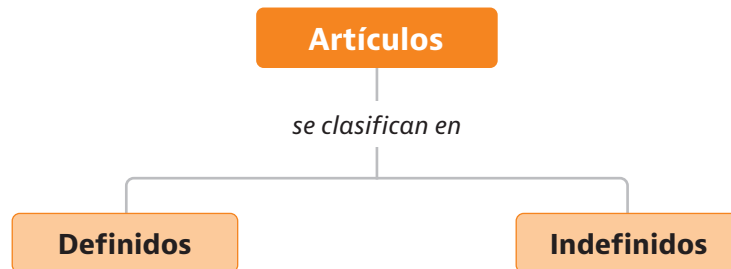 Artículos
se clasifican en
Definidos
Indefinidos